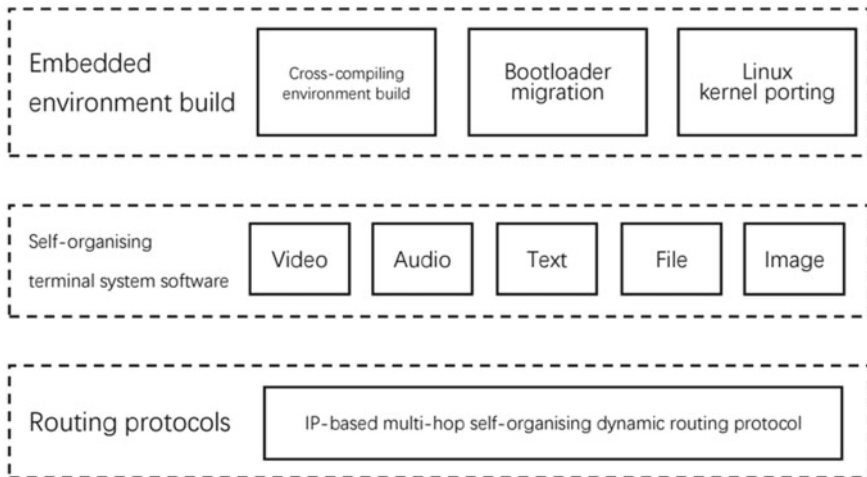 Embedded
environment build
Cross-compiling
environment build
Bootloader
migration
Linux
kernel porting
Self-organising
terminal system software
Video
Audio
Text
File
Image
Routing protocols
IP-based multi-hop self-organising dynamic routing protocol